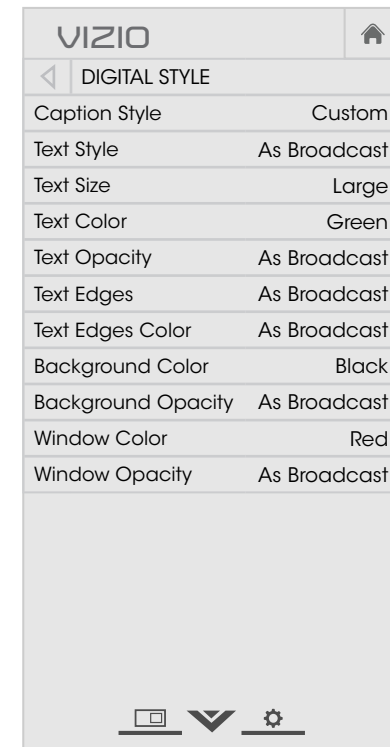 VIZIO
DIGITAL STYLE
Caption Style Custom
Text Style As Broadcast
Text Size Large
Text Color Green
Text Opacity As Broadcast
Text Edges As Broadcast
Text Edges Color As Broadcast
Background Color Black
Background Opacity As Broadcast
Window Color Red
Window Opacity As Broadcast